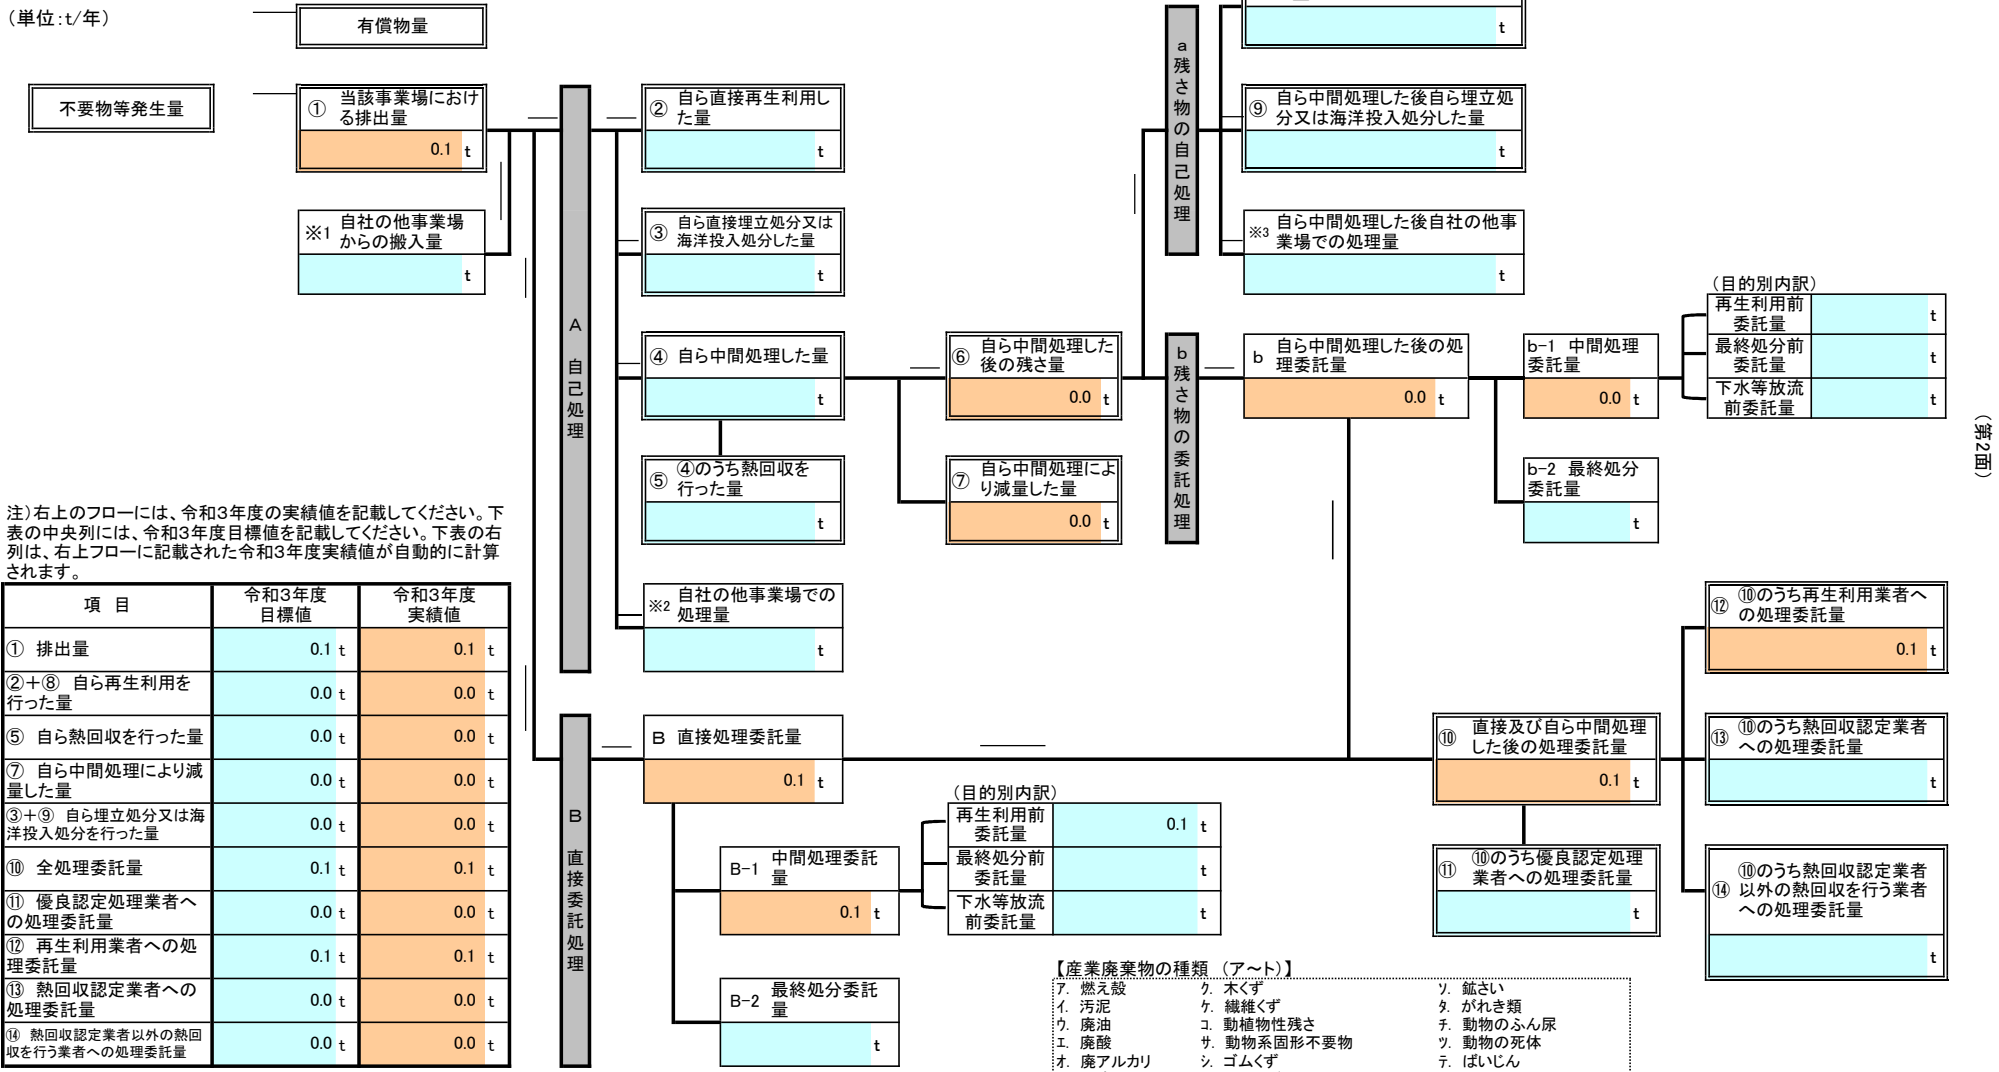 (単位:t/年)
有償物量
不要物等発生量
① 当該事業場におけ
る排出量
0.1 t
※1 自社の他事業場
からの搬入量
t
A 自己処理
② 自ら直接再生利用し
た量
t
③ 自ら直接埋立処分又は
海洋投入処分した量
t
④ 自ら中間処理した量
t
⑤ ④のうち熱回収を
行った量
t
※2 自社の他事業場での
処理量
t
⑥ 自ら中間処理した
後の残さ量
0.0 t
⑦ 自ら中間処理によ
り減量した量
0.0 t
a 残さ物の自己処理
t
⑨ 自ら中間処理した後自ら埋立処
分又は海洋投入処分した量
t
※3 自ら中間処理した後自社の他事
業場での処理量
t
b 残さ物の委託処理
b 自ら中間処理した後の処
理委託量
0.0 t
b-1 中間処理
委託量
0.0 t
(目的別内訳)
再生利用前
委託量 t
最終処分前
委託量 t
下水等放流
前委託量 t
b-2 最終処分
委託量
t
(第2面)
注)右上のフローには、令和3年度の実績値を記載してください。下
表の中央列には、令和3年度目標値を記載してください。下表の右
列は、右上フローに記載された令和3年度実績値が自動的に計算
されます。
項 目 令和3年度
目標値 令和3年度
実績値
① 排出量 0.1 t 0.1 t
②+⑧ 自ら再生利用を
行った量 0.0 t 0.0 t
⑤ 自ら熱回収を行った量 0.0 t 0.0 t
⑦ 自ら中間処理により減
量した量 0.0 t 0.0 t
③+⑨ 自ら埋立処分又は海
洋投入処分を行った量 0.0 t 0.0 t
⑩ 全処理委託量 0.1 t 0.1 t
⑪ 優良認定処理業者へ
の処理委託量 0.0 t 0.0 t
⑫ 再生利用業者への処
理委託量 0.1 t 0.1 t
⑬ 熱回収認定業者への
処理委託量 0.0 t 0.0 t
⑭ 熱回収認定業者以外の熱回
収を行う業者への処理委託量 0.0 t 0.0 t
B 直接委託処理
B 直接処理委託量
0.1 t
B-1 中間処理委託
量
0.1 t
(目的別内訳)
再生利用前
委託量 0.1 t
最終処分前
委託量 t
下水等放流
前委託量 t
B-2 最終処分委託
量
t
⑩ 直接及び自ら中間処理
した後の処理委託量
0.1 t
⑪ ⑩のうち優良認定処理
業者への処理委託量
t
⑫ ⑩のうち再生利用業者へ
の処理委託量
0.1 t
⑬ ⑩のうち熱回収認定業者
への処理委託量
t
⑭ ⑩のうち熱回収認定業者
以外の熱回収を行う業者
への処理委託量
t
【産業廃棄物の種類 (ア~ト)】
ア. 燃え殻 ク. 木くず ソ. 鉱さい
イ. 汚泥 ケ. 繊維くず タ. がれき類
ウ. 廃油 コ. 動植物性残さ チ. 動物のふん尿
エ. 廃酸 サ. 動物系固形不要物 ツ. 動物の死体
オ. 廃アルカリ シ. ゴムくず テ. ばいじん